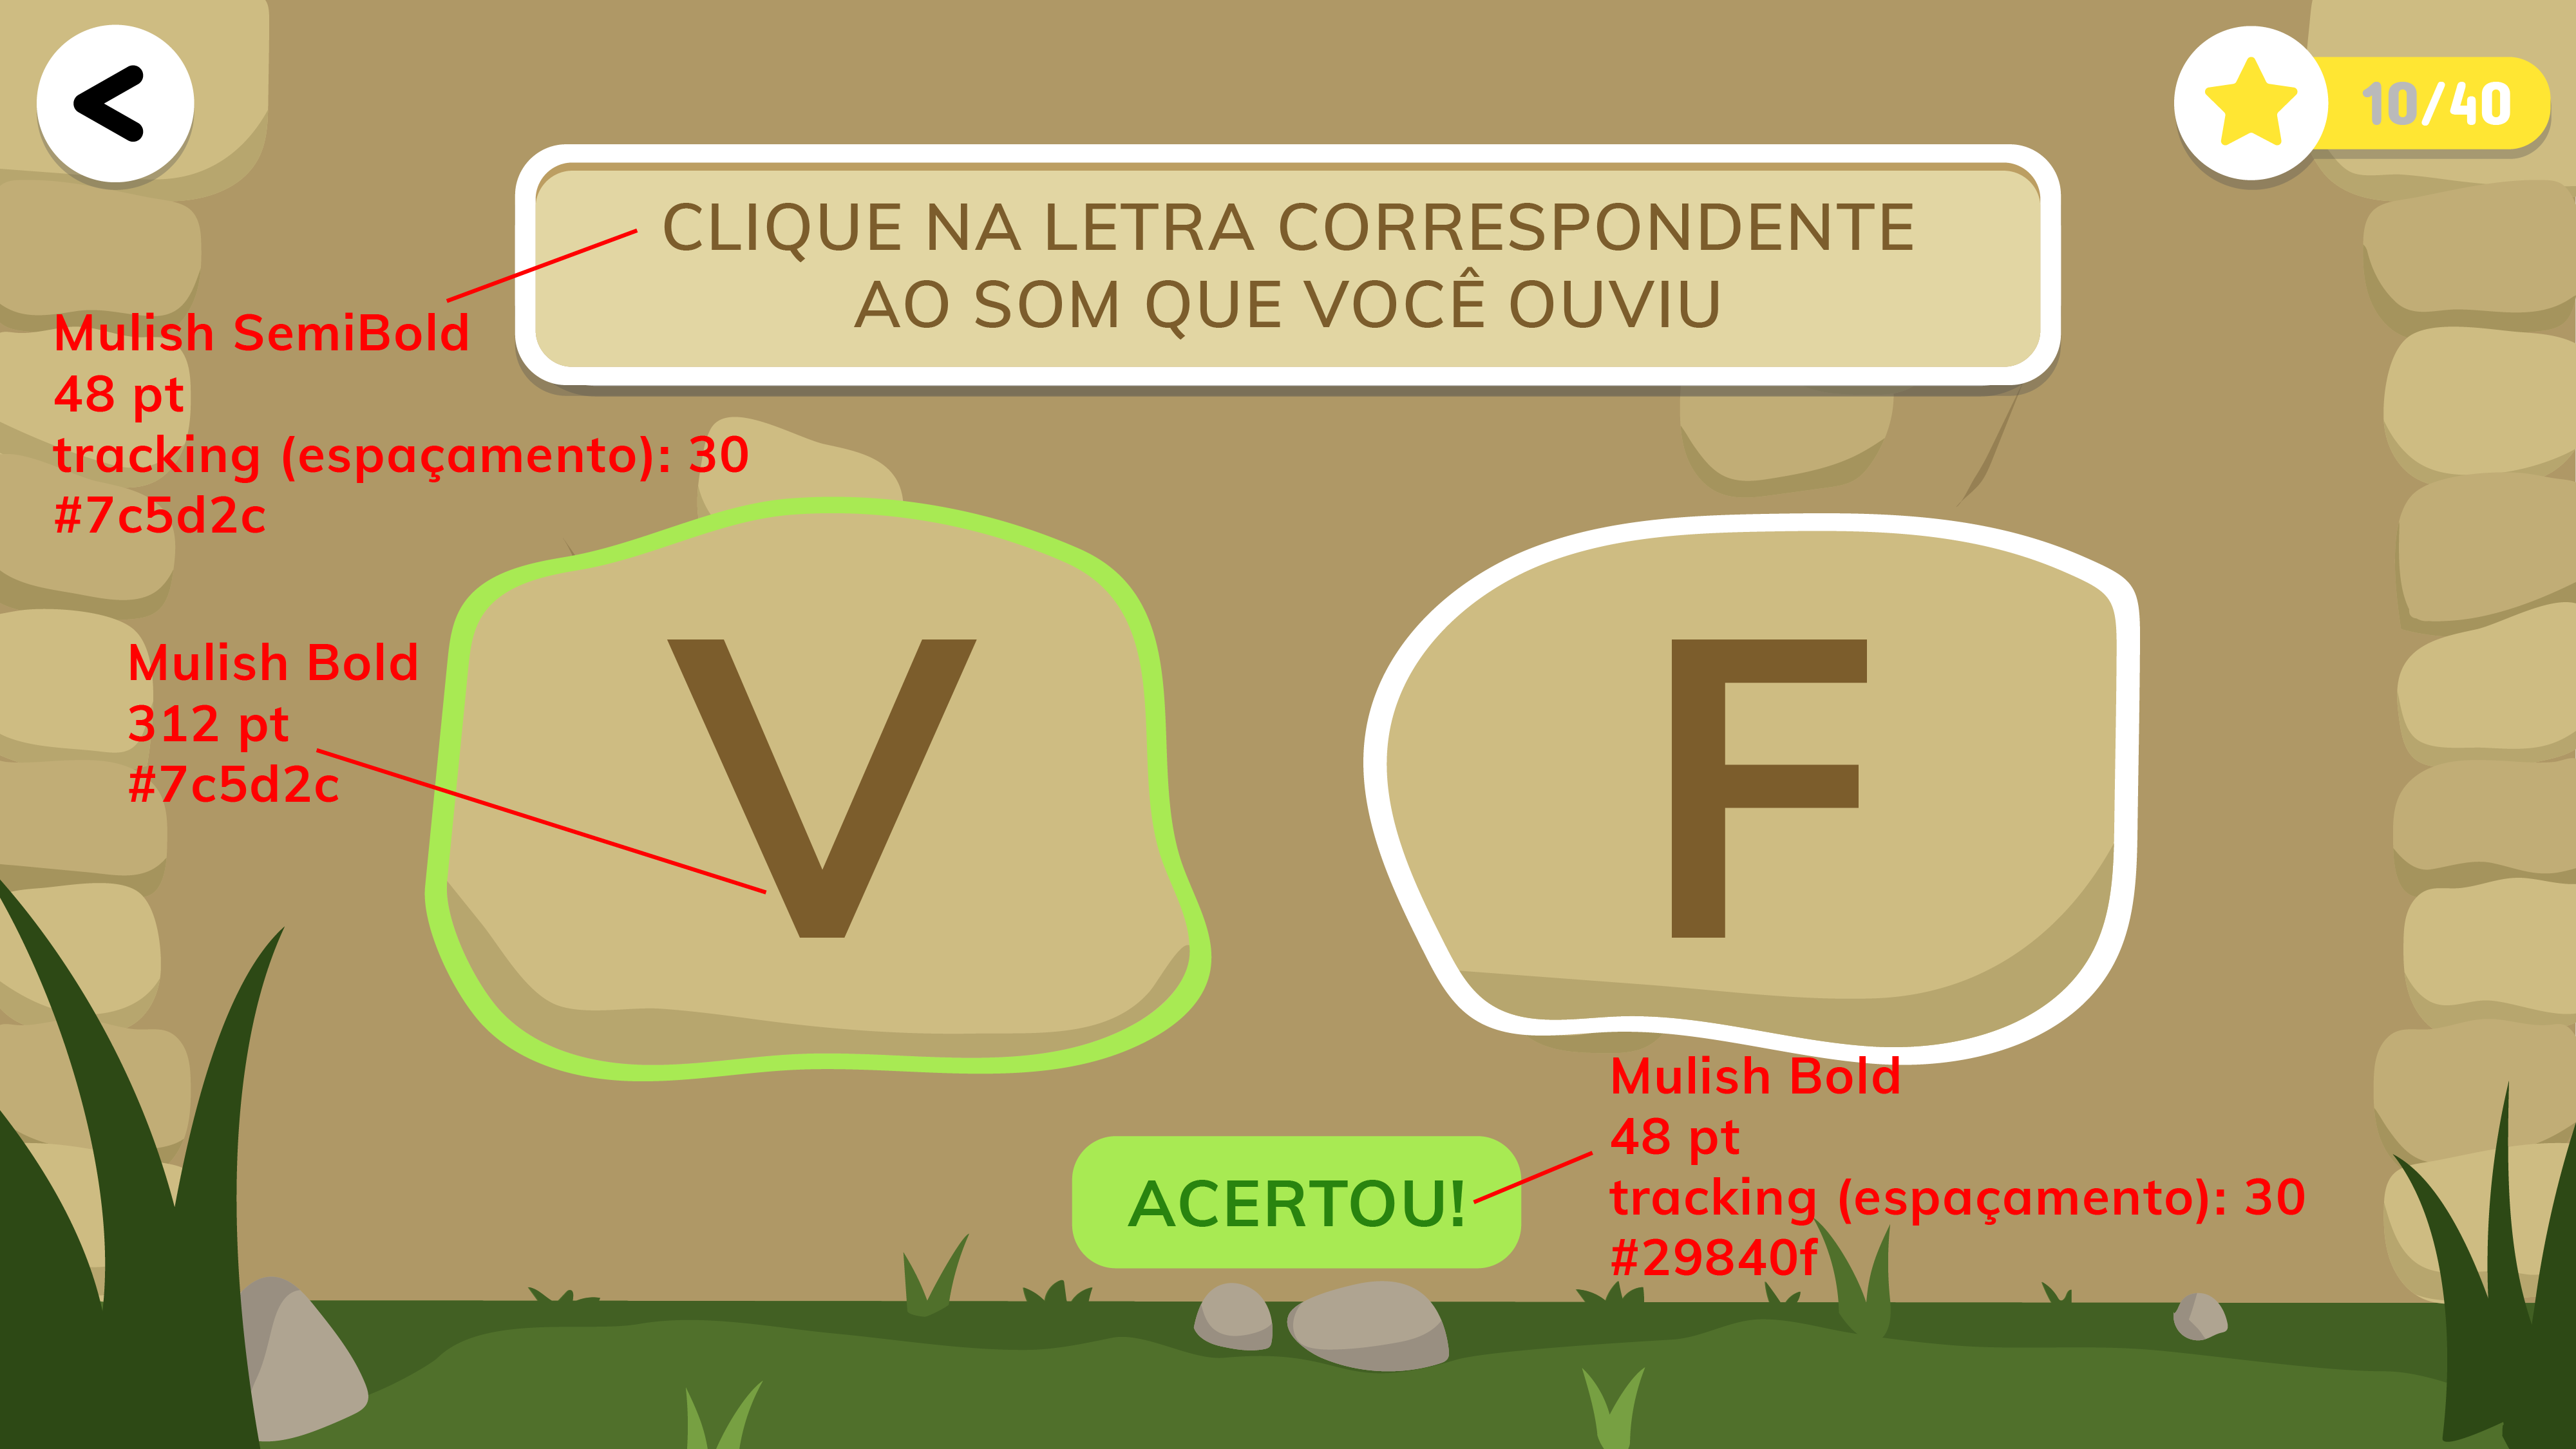 10/40
CLIQUE NA LETRA CORRESPONDENTE
AO SOM QUE VOCÊ OUVIU
Mulish SemiBold
48 pt
tracking (espaçamento): 30
#7c5d2c
Mulish Bold
312 pt
#7c5d2c
V
F
Mulish Bold
48 pt
tracking (espaçamento): 30
#29840f
ACERTOU!